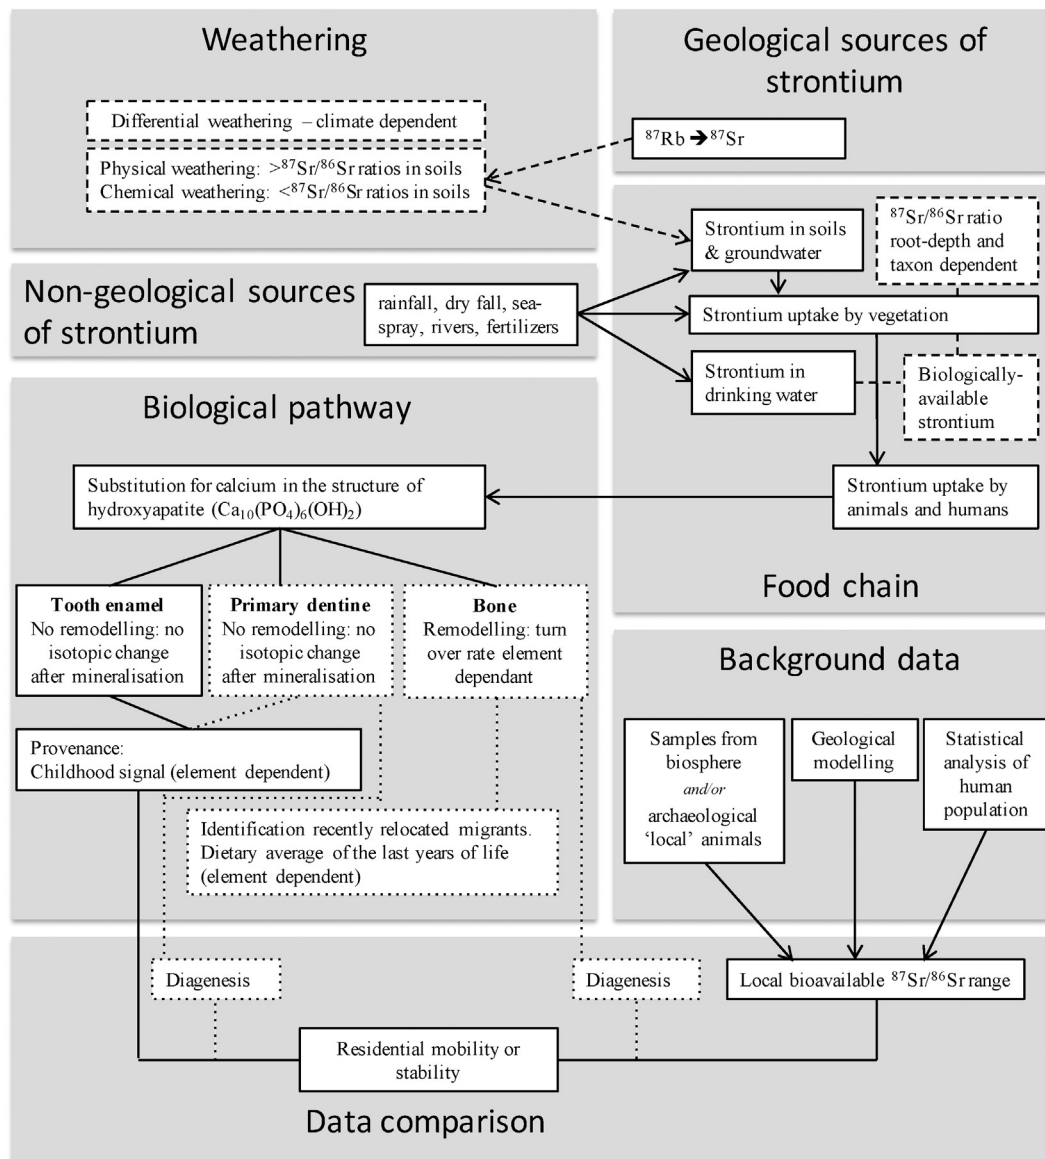 Weathering
Differential weathering – climate dependent
Physical weathering: >⁸⁷Sr/⁸⁶Sr ratios in soils
Chemical weathering: <⁸⁷Sr/⁸⁶Sr ratios in soils
Geological sources of
strontium
⁸⁷Rb ➔ ⁸⁷Sr
Strontium in soils
& groundwater
⁸⁷Sr/⁸⁶Sr ratio
root-depth and
taxon dependent
Non-geological sources
of strontium
rainfall, dry fall, sea-
spray, rivers, fertilizers
Strontium uptake by vegetation
Strontium in
drinking water
Biologically-
available
strontium
Strontium uptake by
animals and humans
Food chain
Biological pathway
Substitution for calcium in the structure of
hydroxyapatite (Ca₁₀(PO₄)₆(OH)₂)
Tooth enamel
No remodelling: no
isotopic change
after mineralisation
Primary dentine
No remodelling: no
isotopic change
after mineralisation
Bone
Remodelling: turn
over rate element
dependant
Provenance:
Childhood signal (element dependent)
Identification recently relocated migrants.
Dietary average of the last years of life
(element dependent)
Background data
Samples from
biosphere
and/or
archaeological
‘local’ animals
Geological
modelling
Statistical
analysis of
human
population
Diagenesis
Diagenesis
Local bioavailable ⁸⁷Sr/⁸⁶Sr range
Residential mobility or
stability
Data comparison